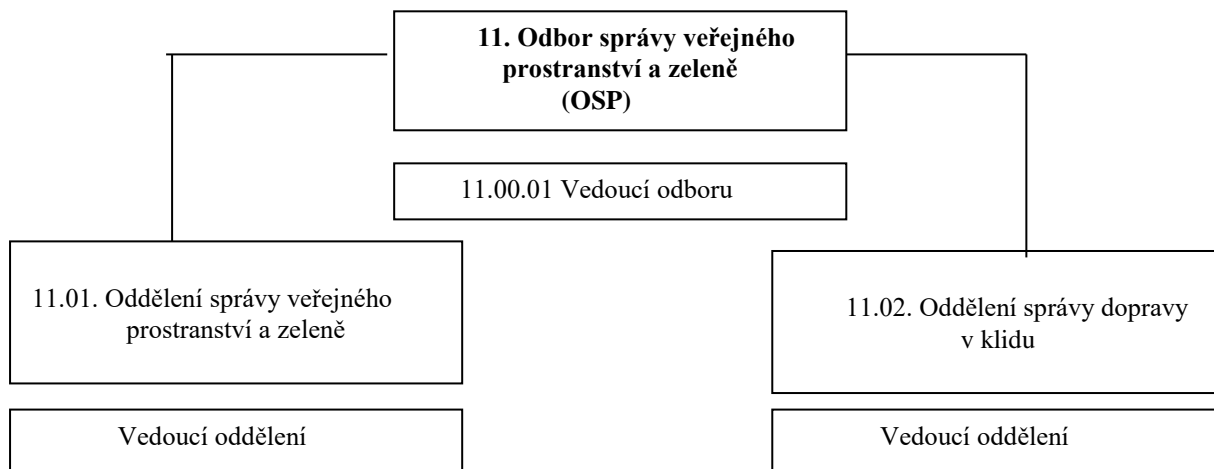 11. Odbor správy veřejného
prostranství a zeleně
(OSP)
11.00.01 Vedoucí odboru
11.01. Oddělení správy veřejného
prostranství a zeleně
Vedoucí oddělení
11.02. Oddělení správy dopravy
v klidu
Vedoucí oddělení